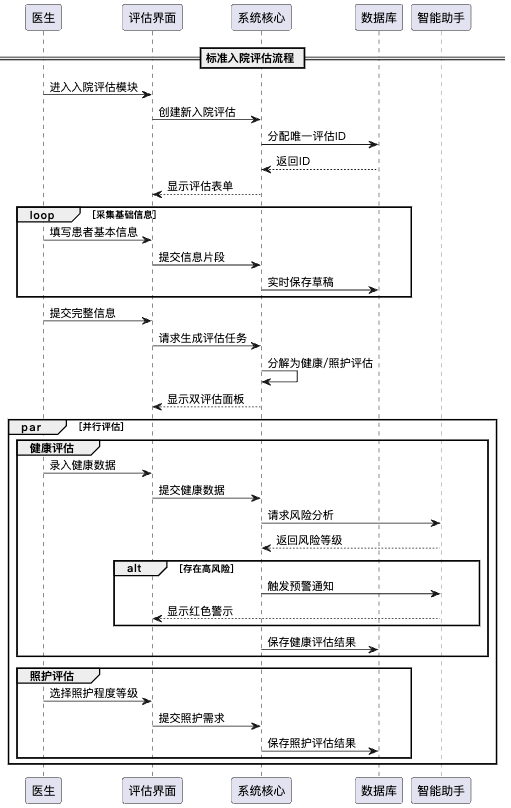 医生 评估界面 系统核心 数据库 智能助手
标准入院评估流程
进入入院评估模块
创建新入院评估
分配唯一评估ID
返回ID
显示评估表单
loop [采集基础信息]
填写患者基本信息
提交信息片段
实时保存草稿
提交完整信息
请求生成评估任务
分解为健康/照护评估
显示双评估面板
par [并行评估]
健康评估
录入健康数据
提交健康数据
请求风险分析
返回风险等级
alt [存在高风险]
触发预警通知
显示红色警示
保存健康评估结果
照护评估
选择照护程度等级
提交照护需求
保存照护评估结果
医生 评估界面 系统核心 数据库 智能助手